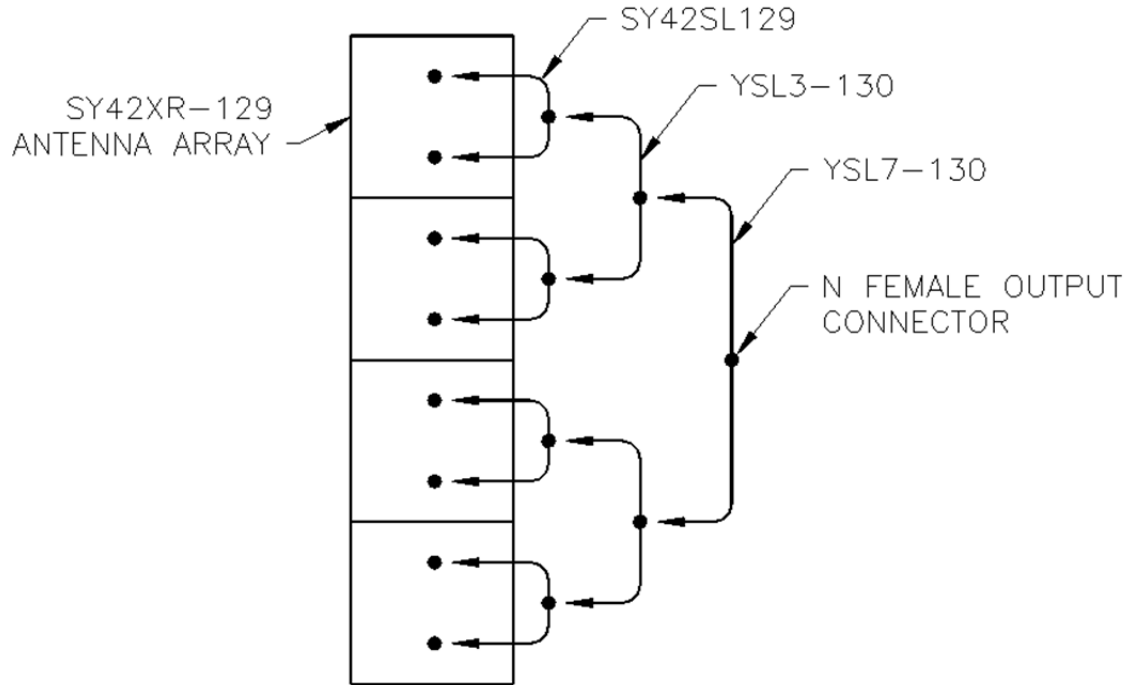 SY42SL129
YSL3-130
SY42XR-129
ANTENNA ARRAY
YSL7-130
N FEMALE OUTPUT
CONNECTOR